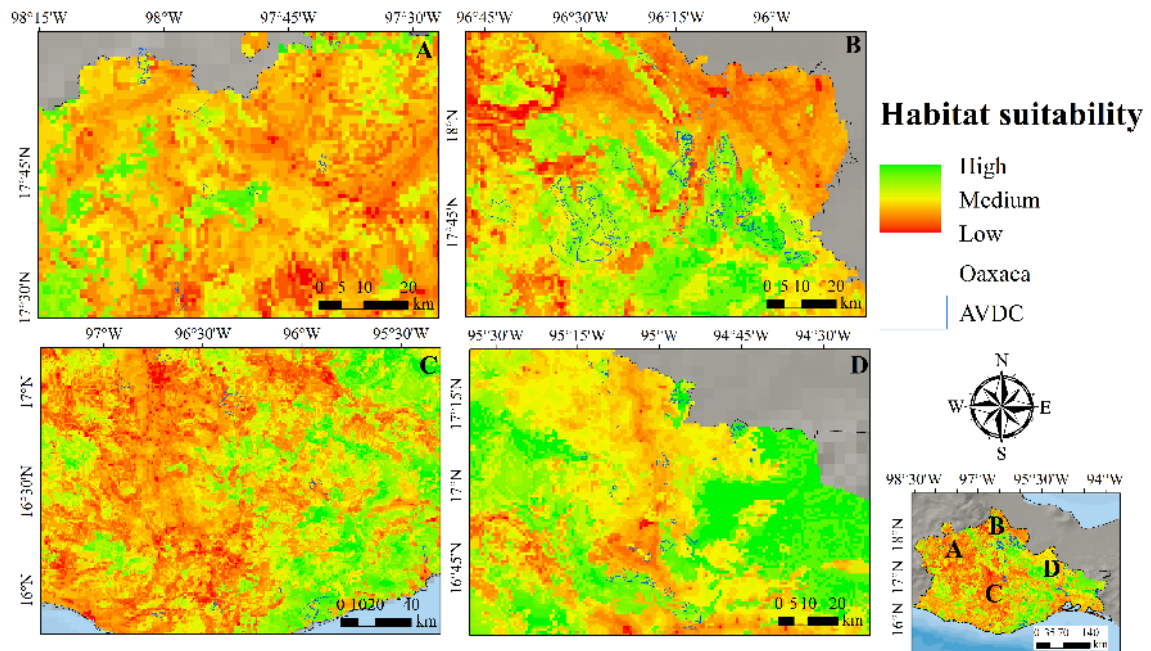 98°15'W 98°W 97°45'W 97°30'W
96°45'W 96°30'W 96°15'W 96°W
A
B
18°N
17°45'N
17°45'N
17°30'N
0 5 10 20
km
0 5 10 20
km
Habitat suitability
High
Medium
Low
Oaxaca
AVDC
97°W 96°30'W 96°W 95°30'W
95°30'W 95°15'W 95°W 94°45'W 94°30'W
C
D
17°N
16°30'N
16°N
17°15'N
17°N
16°45'N
0 1020 40
km
0 5 10 20
km
N
W E
S
98°30'W 97°W 95°30'W 94°W
18°N
17°N
16°N
B
A
D
C
0 35 70 140
km